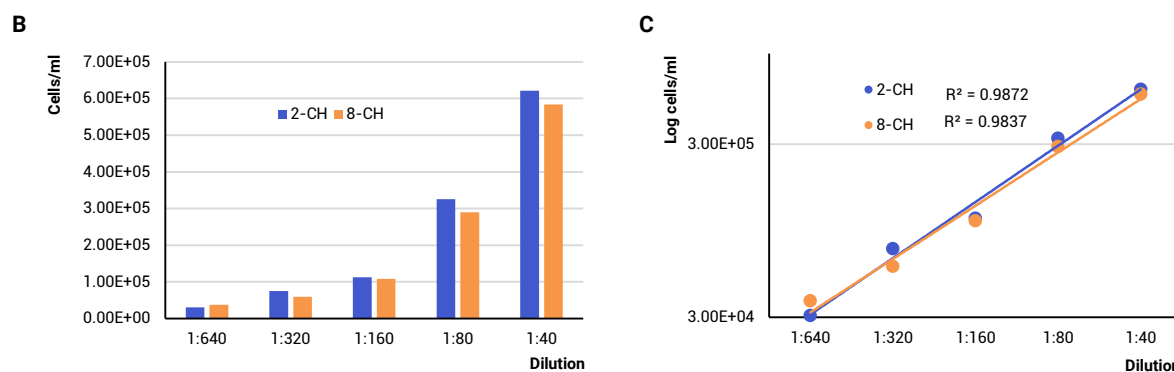 B
Cells/ml
7.00E+05
6.00E+05
5.00E+05
4.00E+05
3.00E+05
2.00E+05
1.00E+05
0.00E+00
2-CH 8-CH
1:640 1:320 1:160 1:80 1:40
Dilution
C
Log cells/ml
3.00E+05
3.00E+04
2-CH R² = 0.9872
8-CH R² = 0.9837
1:640 1:320 1:160 1:80 1:40
Dilution